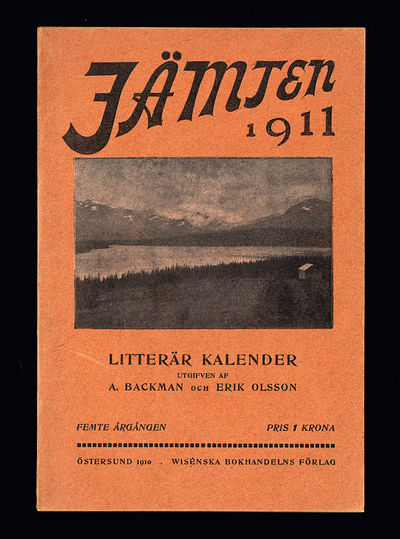 JÄMTEN
1911
LITTERÄR KALENDER
UTGIFVEN AF
A. BACKMAN OCH ERIK OLSSON
FEMTE ÅRGÅNGEN PRIS 1 KRONA
ÖSTERSUND 1910 . WISÉNSKA BOKHANDELNS FÖRLAG